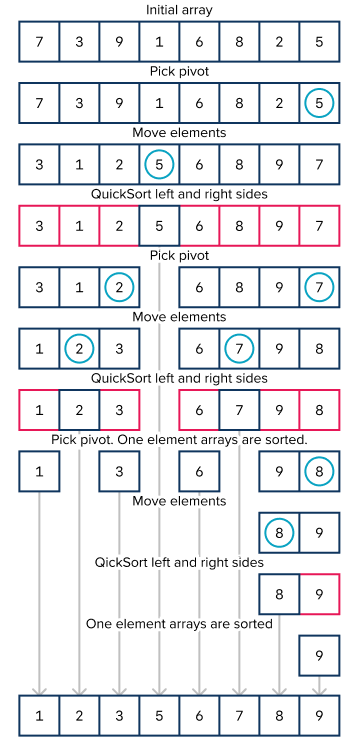 Initial array
7 3 9 1 6 8 2 5
Pick pivot
7 3 9 1 6 8 2 5
Move elements
3 1 2 5 6 8 9 7
QuickSort left and right sides
3 1 2 5 6 8 9 7
Pick pivot
3 1 2 6 8 9 7
Move elements
1 2 3 6 7 9 8
QuickSort left and right sides
1 2 3 6 7 9 8
Pick pivot. One element arrays are sorted.
1 3 6 9 8
Move elements
8 9
QickSort left and right sides
8 9
One element arrays are sorted
9
1 2 3 5 6 7 8 9